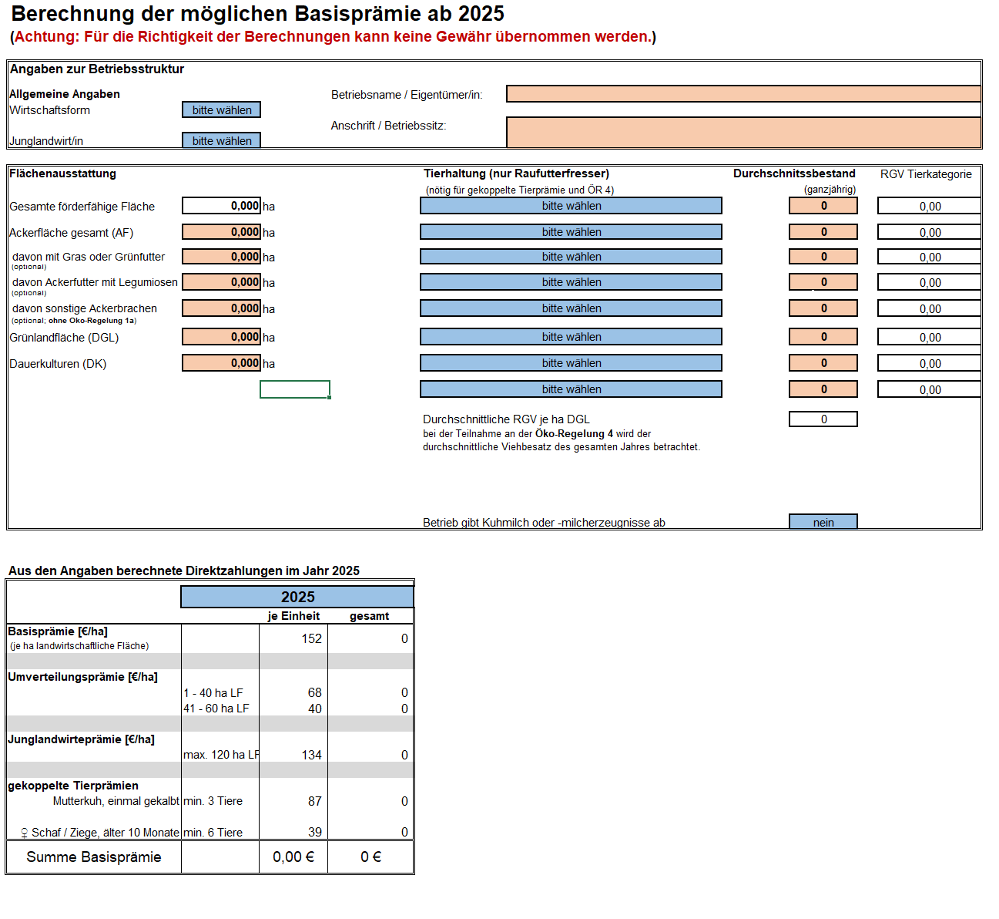 Berechnung der möglichen Basisprämie ab 2025
(Achtung: Für die Richtigkeit der Berechnungen kann keine Gewähr übernommen werden.)
Angaben zur Betriebsstruktur
Allgemeine Angaben
Betriebsname / Eigentümer/in:
Wirtschaftsform bitte wählen
Anschrift / Betriebssitz:
Junglandwirt/in bitte wählen
Flächenausstattung Tierhaltung (nur Raufutterfresser) Durchschnitssbestand RGV Tierkategorie
(nötig für gekoppelte Tierprämie und ÖR 4) (ganzjährig)
Gesamte förderfähige Fläche 0,000 ha bitte wählen 0 0,00
Ackerfläche gesamt (AF) 0,000 ha bitte wählen 0 0,00
davon mit Gras oder Grünfutter 0,000 ha bitte wählen 0 0,00
(optional)
davon Ackerfutter mit Legumiosen 0,000 ha bitte wählen 0 0,00
(optional)
davon sonstige Ackerbrachen 0,000 ha bitte wählen 0 0,00
(optional; ohne Öko-Regelung 1a)
Grünlandfläche (DGL) 0,000 ha bitte wählen 0 0,00
Dauerkulturen (DK) 0,000 ha bitte wählen 0 0,00
bitte wählen 0 0,00
Durchschnittliche RGV je ha DGL 0
bei der Teilnahme an der Öko-Regelung 4 wird der
durchschnittliche Viehbesatz des gesamten Jahres betrachtet.
Betrieb gibt Kuhmilch oder -milcherzeugnisse ab nein
Aus den Angaben berechnete Direktzahlungen im Jahr 2025
2025
je Einheit gesamt
Basisprämie [€/ha] 152 0
(je ha landwirtschaftliche Fläche)
Umverteilungsprämie [€/ha]
1 - 40 ha LF 68 0
41 - 60 ha LF 40 0
Junglandwirteprämie [€/ha]
max. 120 ha LF 134 0
gekoppelte Tierprämien
Mutterkuh, einmal gekalbt min. 3 Tiere 87 0
♀ Schaf / Ziege, älter 10 Monate min. 6 Tiere 39 0
Summe Basisprämie 0,00 € 0 €